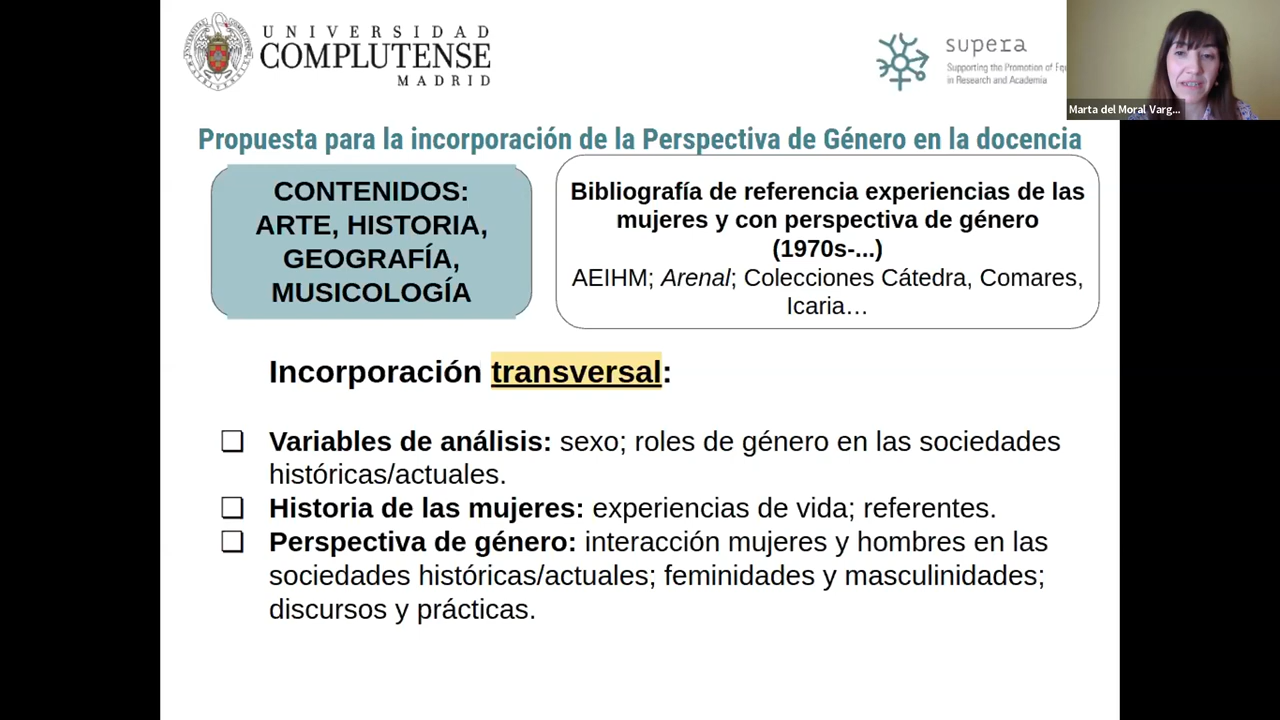 UNIVERSIDAD
COMPLUTENSE
MADRID
supera
Supporting the Promotion of
in Research and Academia
Marta del Moral Varg...
Propuesta para la incorporación de la Perspectiva de Género en la docencia
CONTENIDOS:
ARTE, HISTORIA,
GEOGRAFÍA,
MUSICOLOGÍA
Bibliografía de referencia experiencias de las
mujeres y con perspectiva de género
(1970s-...)
AEIHM; Arenal; Colecciones Cátedra, Comares,
Icaria…
Incorporación transversal:
❏ Variables de análisis: sexo; roles de género en las sociedades
históricas/actuales.
❏ Historia de las mujeres: experiencias de vida; referentes.
❏ Perspectiva de género: interacción mujeres y hombres en las
sociedades históricas/actuales; feminidades y masculinidades;
discursos y prácticas.